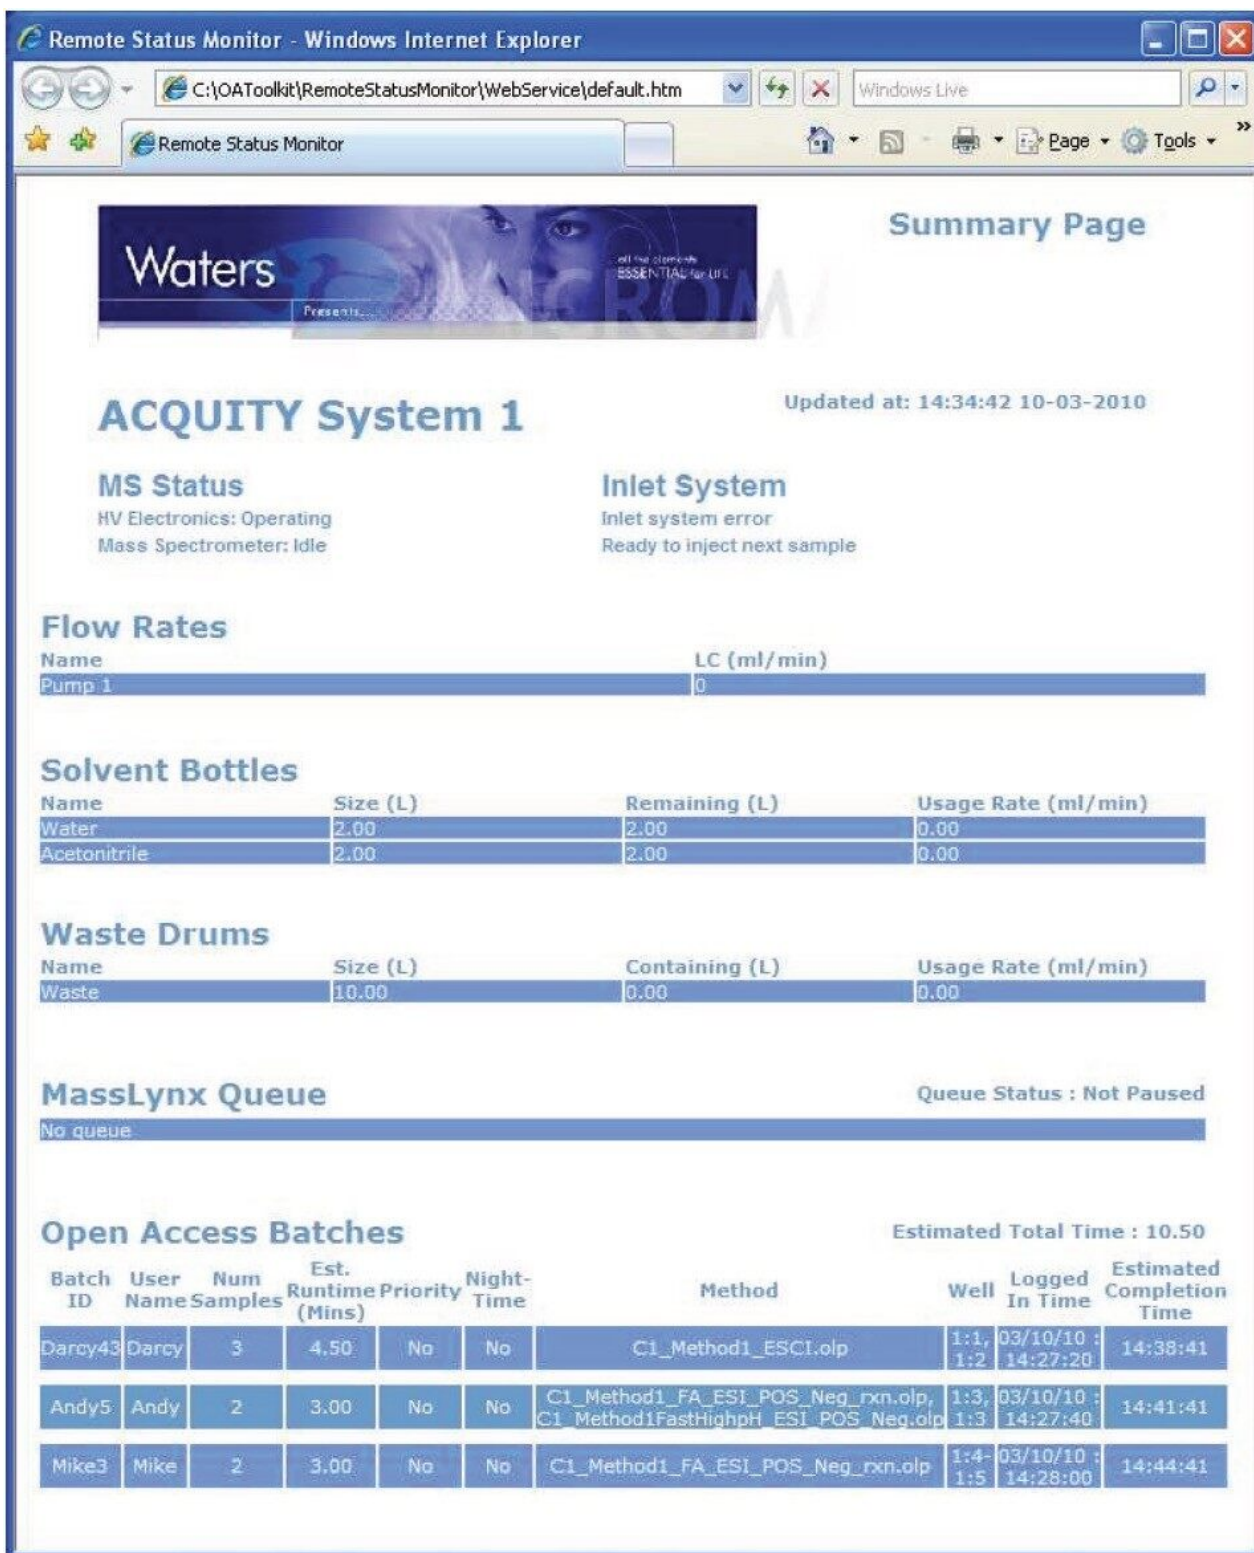 Remote Status Monitor - Windows Internet Explorer
C:\OAToolkit\RemoteStatusMonitor\WebService\default.htm
Windows Live
Remote Status Monitor
Page
Tools
»
Summary Page
Waters
all the elements
ESSENTIAL for LIFE
Presents...
MICROMA
ACQUITY System 1
Updated at: 14:34:42 10-03-2010
MS Status
Inlet System
HV Electronics: Operating
Inlet system error
Mass Spectrometer: Idle
Ready to inject next sample
Flow Rates
Name LC (ml/min)
Pump 1 0
Solvent Bottles
Name Size (L) Remaining (L) Usage Rate (ml/min)
Water 2.00 2.00 0.00
Acetonitrile 2.00 2.00 0.00
Waste Drums
Name Size (L) Containing (L) Usage Rate (ml/min)
Waste 10.00 0.00 0.00
MassLynx Queue
Queue Status : Not Paused
No queue
Open Access Batches
Estimated Total Time : 10.50
Batch ID User Name Num Samples Est. Runtime (Mins) Priority Night-Time Method Well Logged In Time Estimated Completion Time
Darcy43 Darcy 3 4.50 No No C1_Method1_ESCI.olp 1:1, 1:2 03/10/10 : 14:27:20 14:38:41
Andy5 Andy 2 3.00 No No C1_Method1_FA_ESI_POS_Neg_rxn.olp, C1_Method1FastHighpH_ESI_POS_Neg.olp 1:3, 1:3 03/10/10 : 14:27:40 14:41:41
Mike3 Mike 2 3.00 No No C1_Method1_FA_ESI_POS_Neg_rxn.olp 1:4-1:5 03/10/10 : 14:28:00 14:44:41